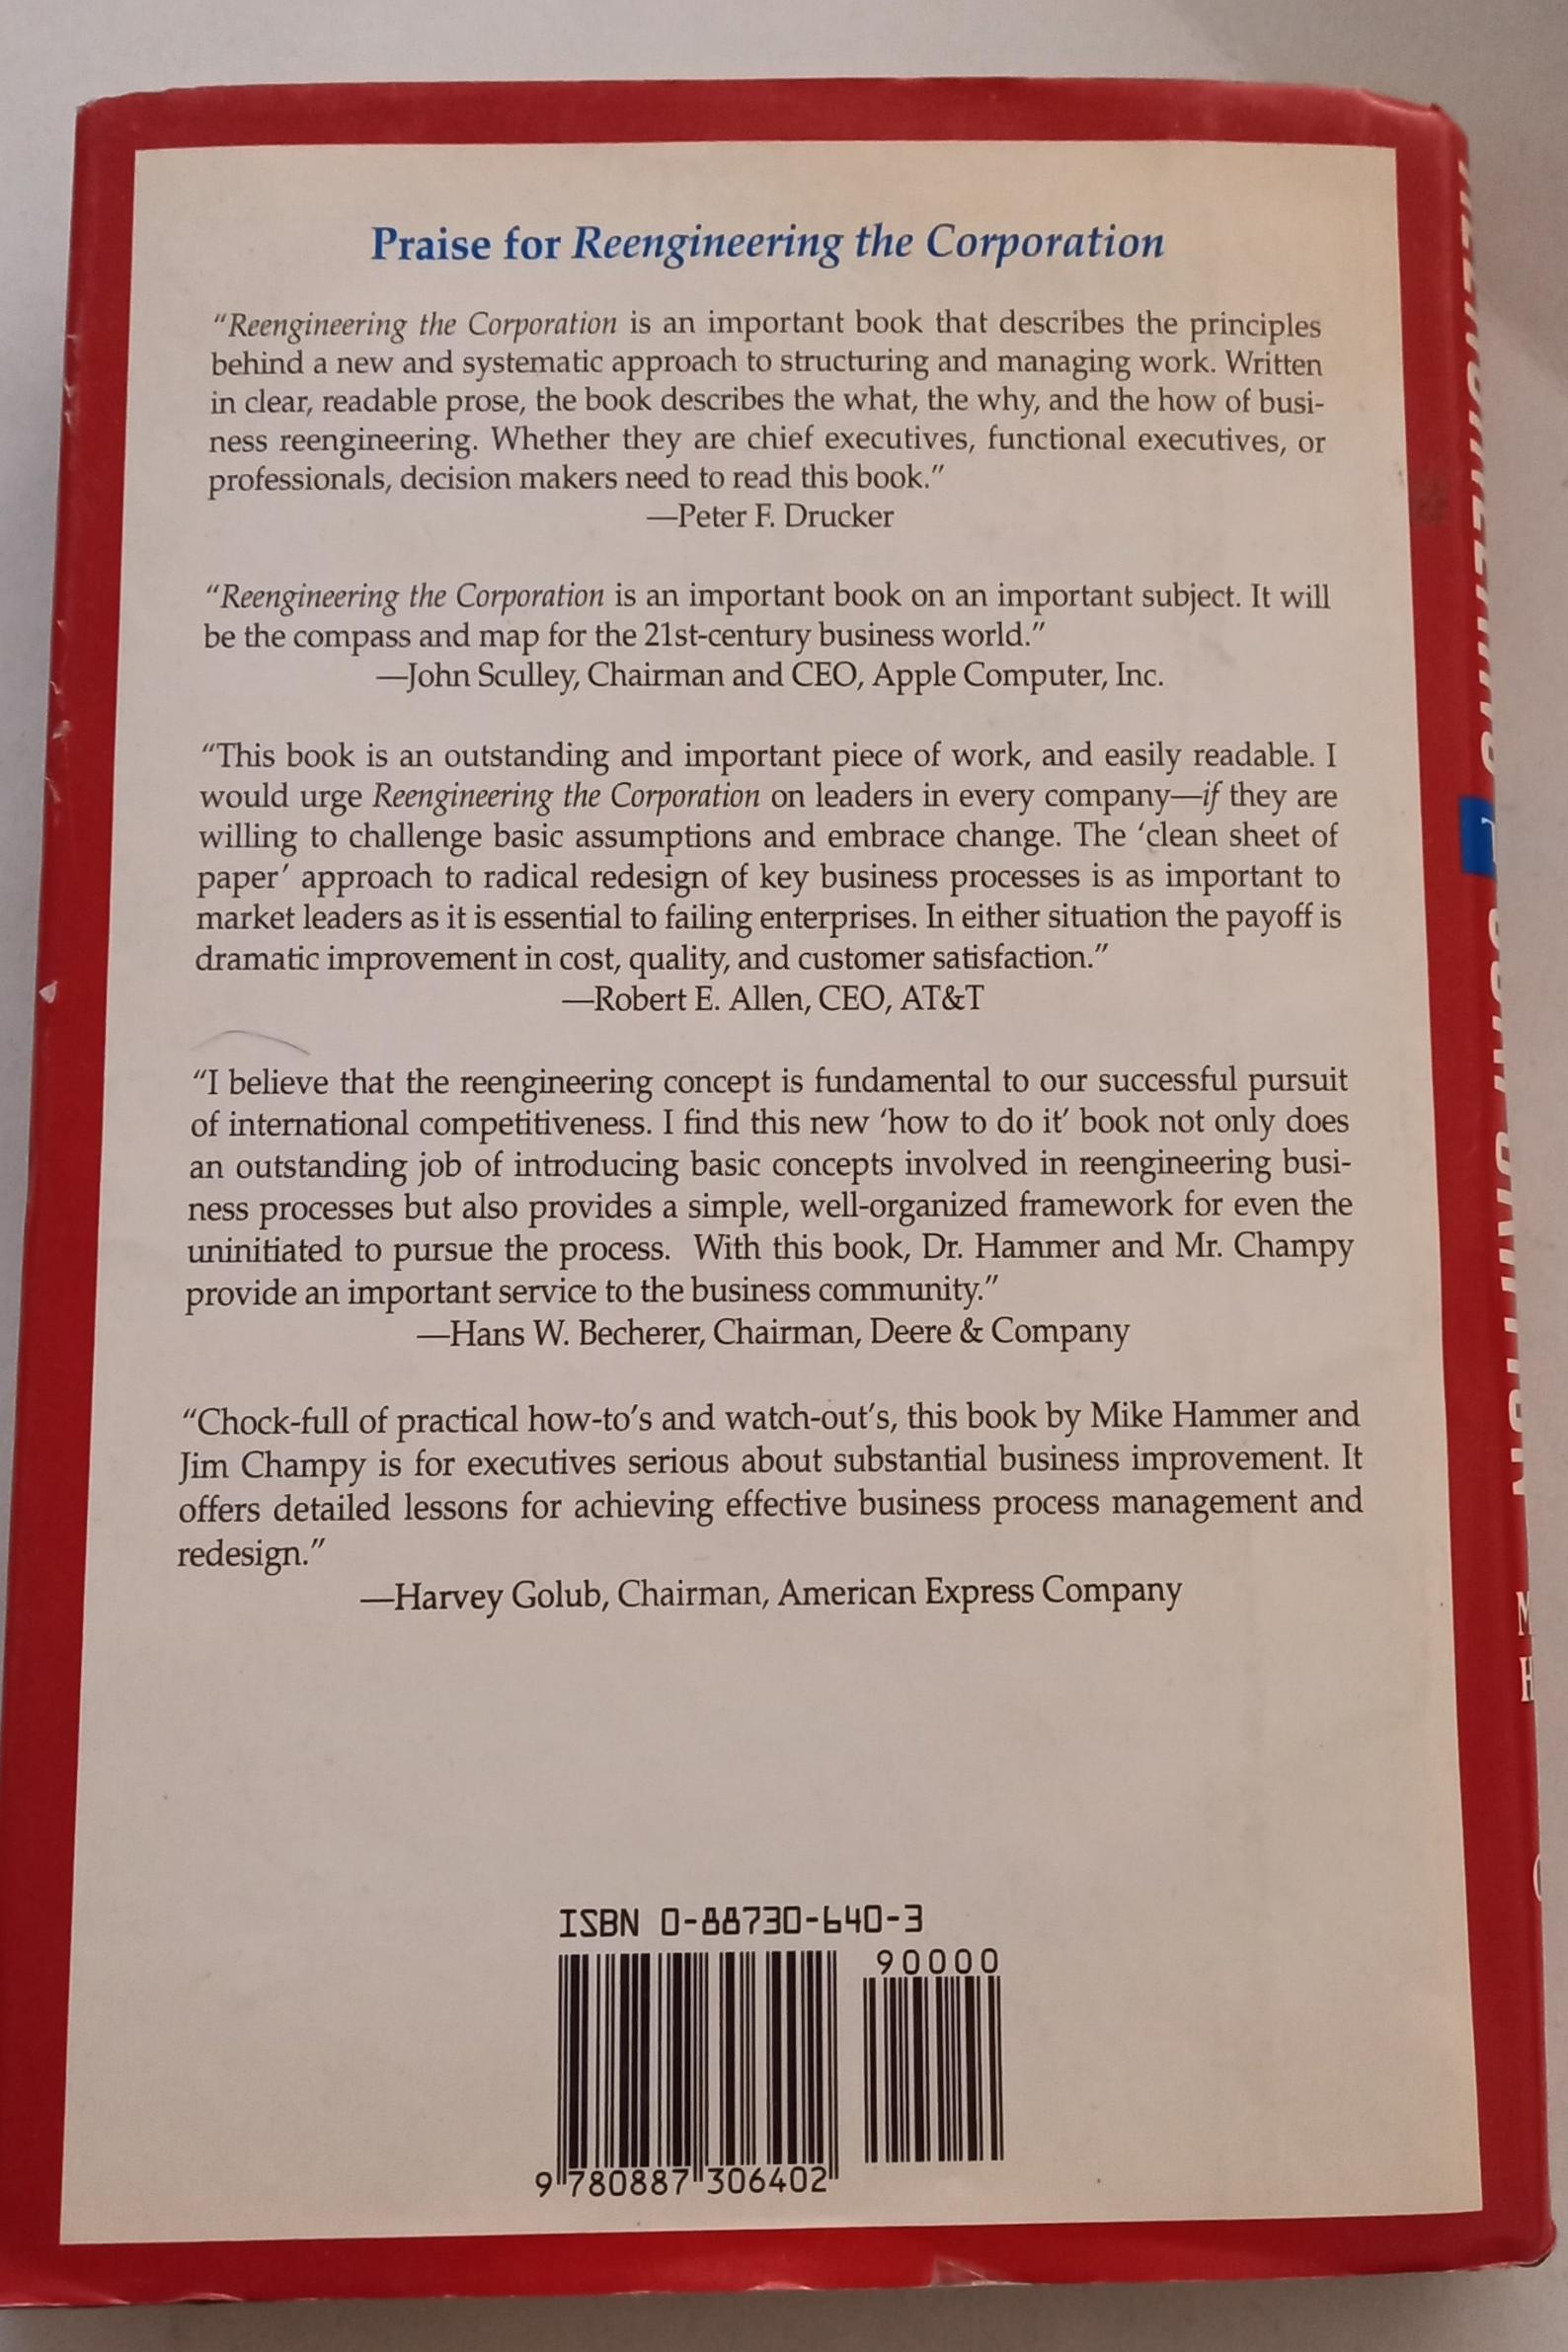 Praise for Reengineering the Corporation
“Reengineering the Corporation is an important book that describes the principles
behind a new and systematic approach to structuring and managing work. Written
in clear, readable prose, the book describes the what, the why, and the how of busi-
ness reengineering. Whether they are chief executives, functional executives, or
professionals, decision makers need to read this book.”
—Peter F. Drucker
“Reengineering the Corporation is an important book on an important subject. It will
be the compass and map for the 21st-century business world.”
—John Sculley, Chairman and CEO, Apple Computer, Inc.
“This book is an outstanding and important piece of work, and easily readable. I
would urge Reengineering the Corporation on leaders in every company—if they are
willing to challenge basic assumptions and embrace change. The ‘clean sheet of
paper’ approach to radical redesign of key business processes is as important to
market leaders as it is essential to failing enterprises. In either situation the payoff is
dramatic improvement in cost, quality, and customer satisfaction.”
—Robert E. Allen, CEO, AT&T
“I believe that the reengineering concept is fundamental to our successful pursuit
of international competitiveness. I find this new ‘how to do it’ book not only does
an outstanding job of introducing basic concepts involved in reengineering busi-
ness processes but also provides a simple, well-organized framework for even the
uninitiated to pursue the process. With this book, Dr. Hammer and Mr. Champy
provide an important service to the business community.”
—Hans W. Becherer, Chairman, Deere & Company
“Chock-full of practical how-to’s and watch-out’s, this book by Mike Hammer and
Jim Champy is for executives serious about substantial business improvement. It
offers detailed lessons for achieving effective business process management and
redesign.”
—Harvey Golub, Chairman, American Express Company
ISBN 0-88730-640-3
90000
9 780887 306402